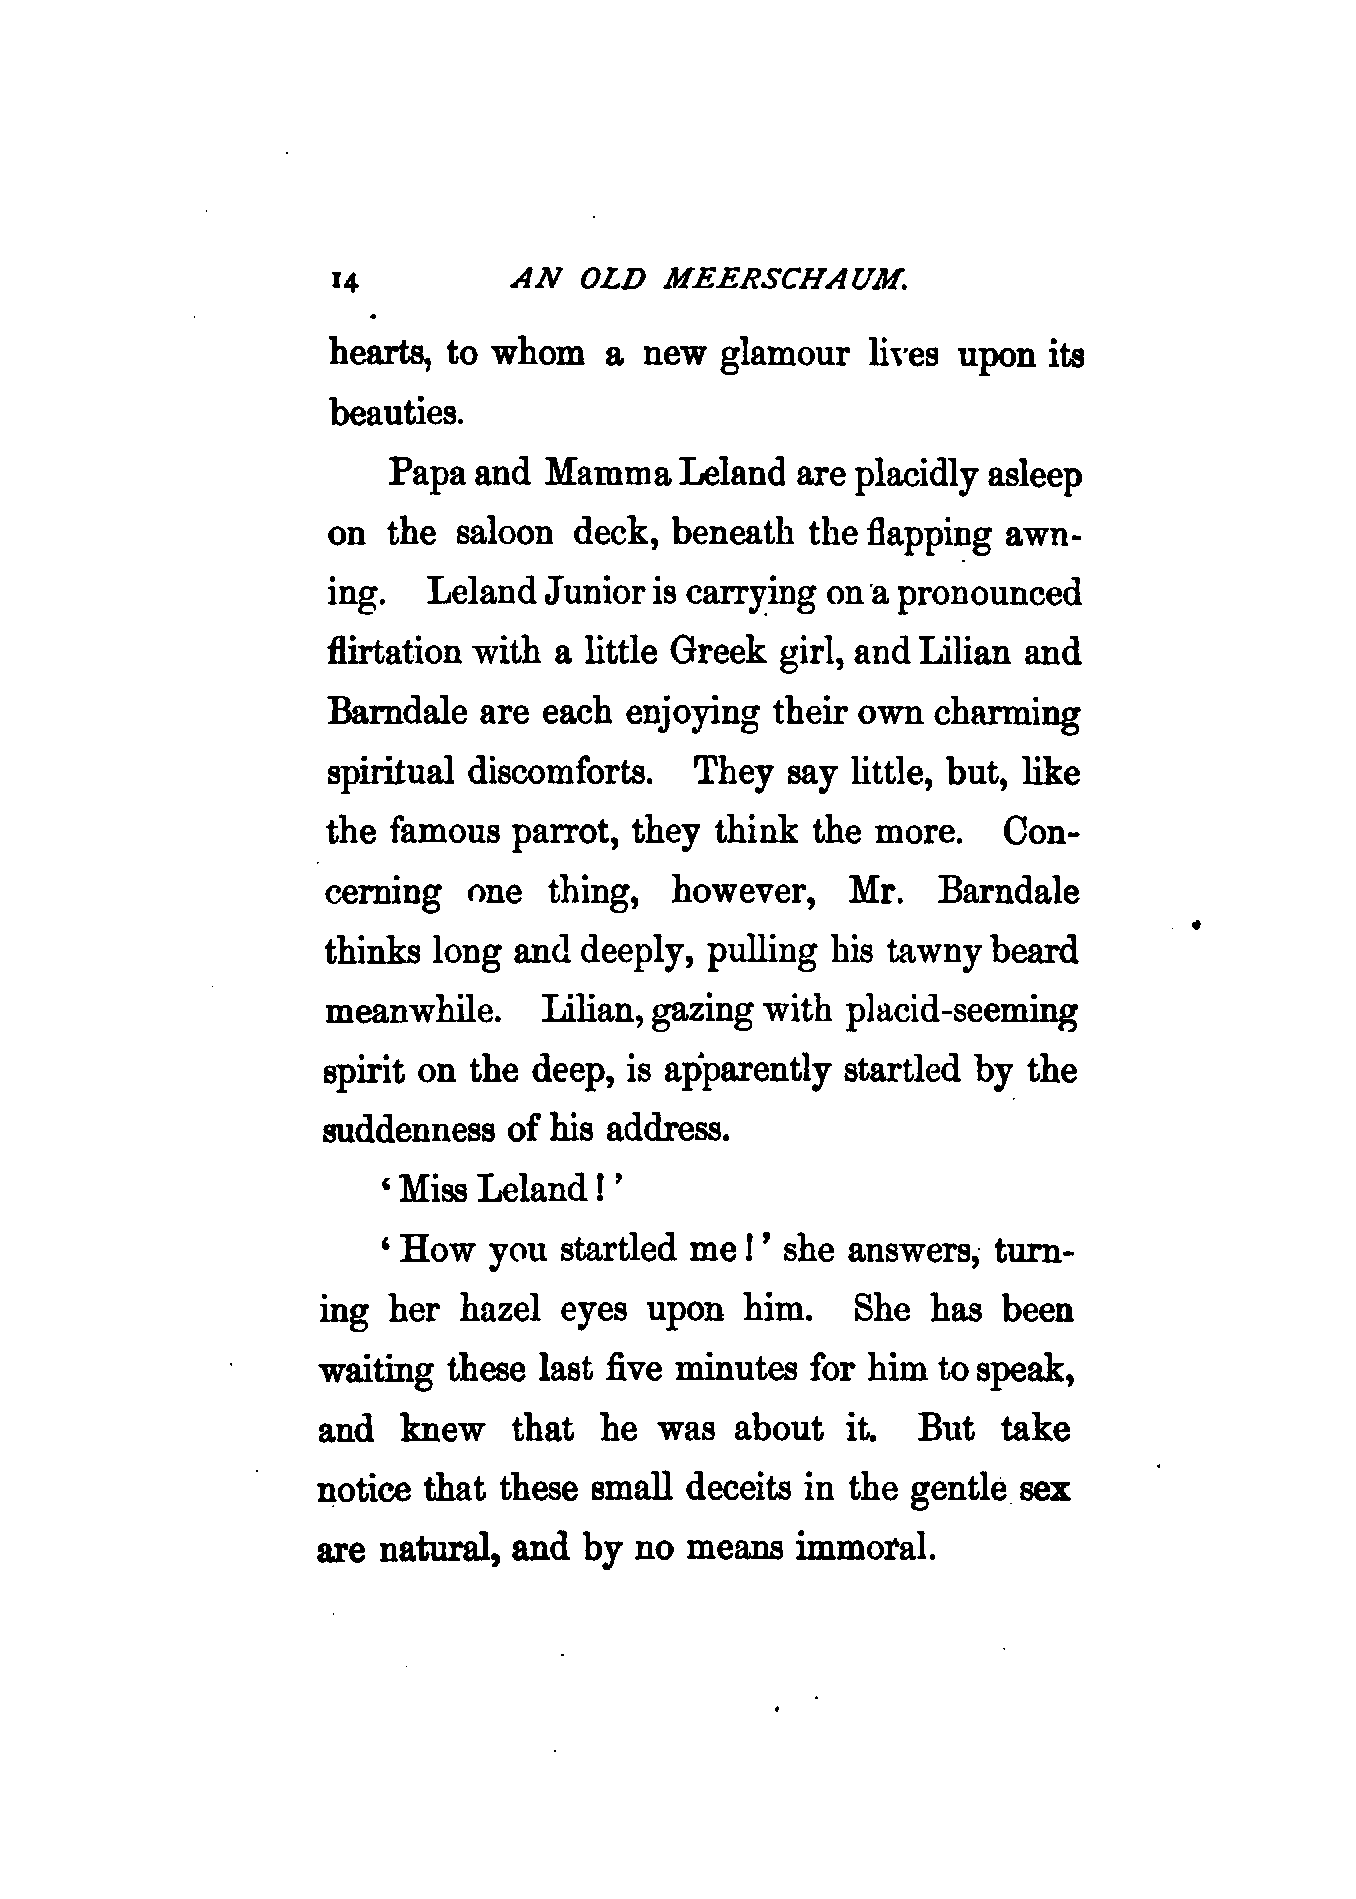 14 AN OLD MEERSCHAUM.
hearts, to whom a new glamour lives upon its
beauties.
Papa and Mamma Leland are placidly asleep
on the saloon deck, beneath the flapping awn-
ing. Leland Junior is carrying on a pronounced
flirtation with a little Greek girl, and Lilian and
Barndale are each enjoying their own charming
spiritual discomforts. They say little, but, like
the famous parrot, they think the more. Con-
cerning one thing, however, Mr. Barndale
thinks long and deeply, pulling his tawny beard
meanwhile. Lilian, gazing with placid-seeming
spirit on the deep, is apparently startled by the
suddenness of his address.
‘Miss Leland!’
‘How you startled me!’ she answers, turn-
ing her hazel eyes upon him. She has been
waiting these last five minutes for him to speak,
and knew that he was about it. But take
notice that these small deceits in the gentle sex
are natural, and by no means immoral.